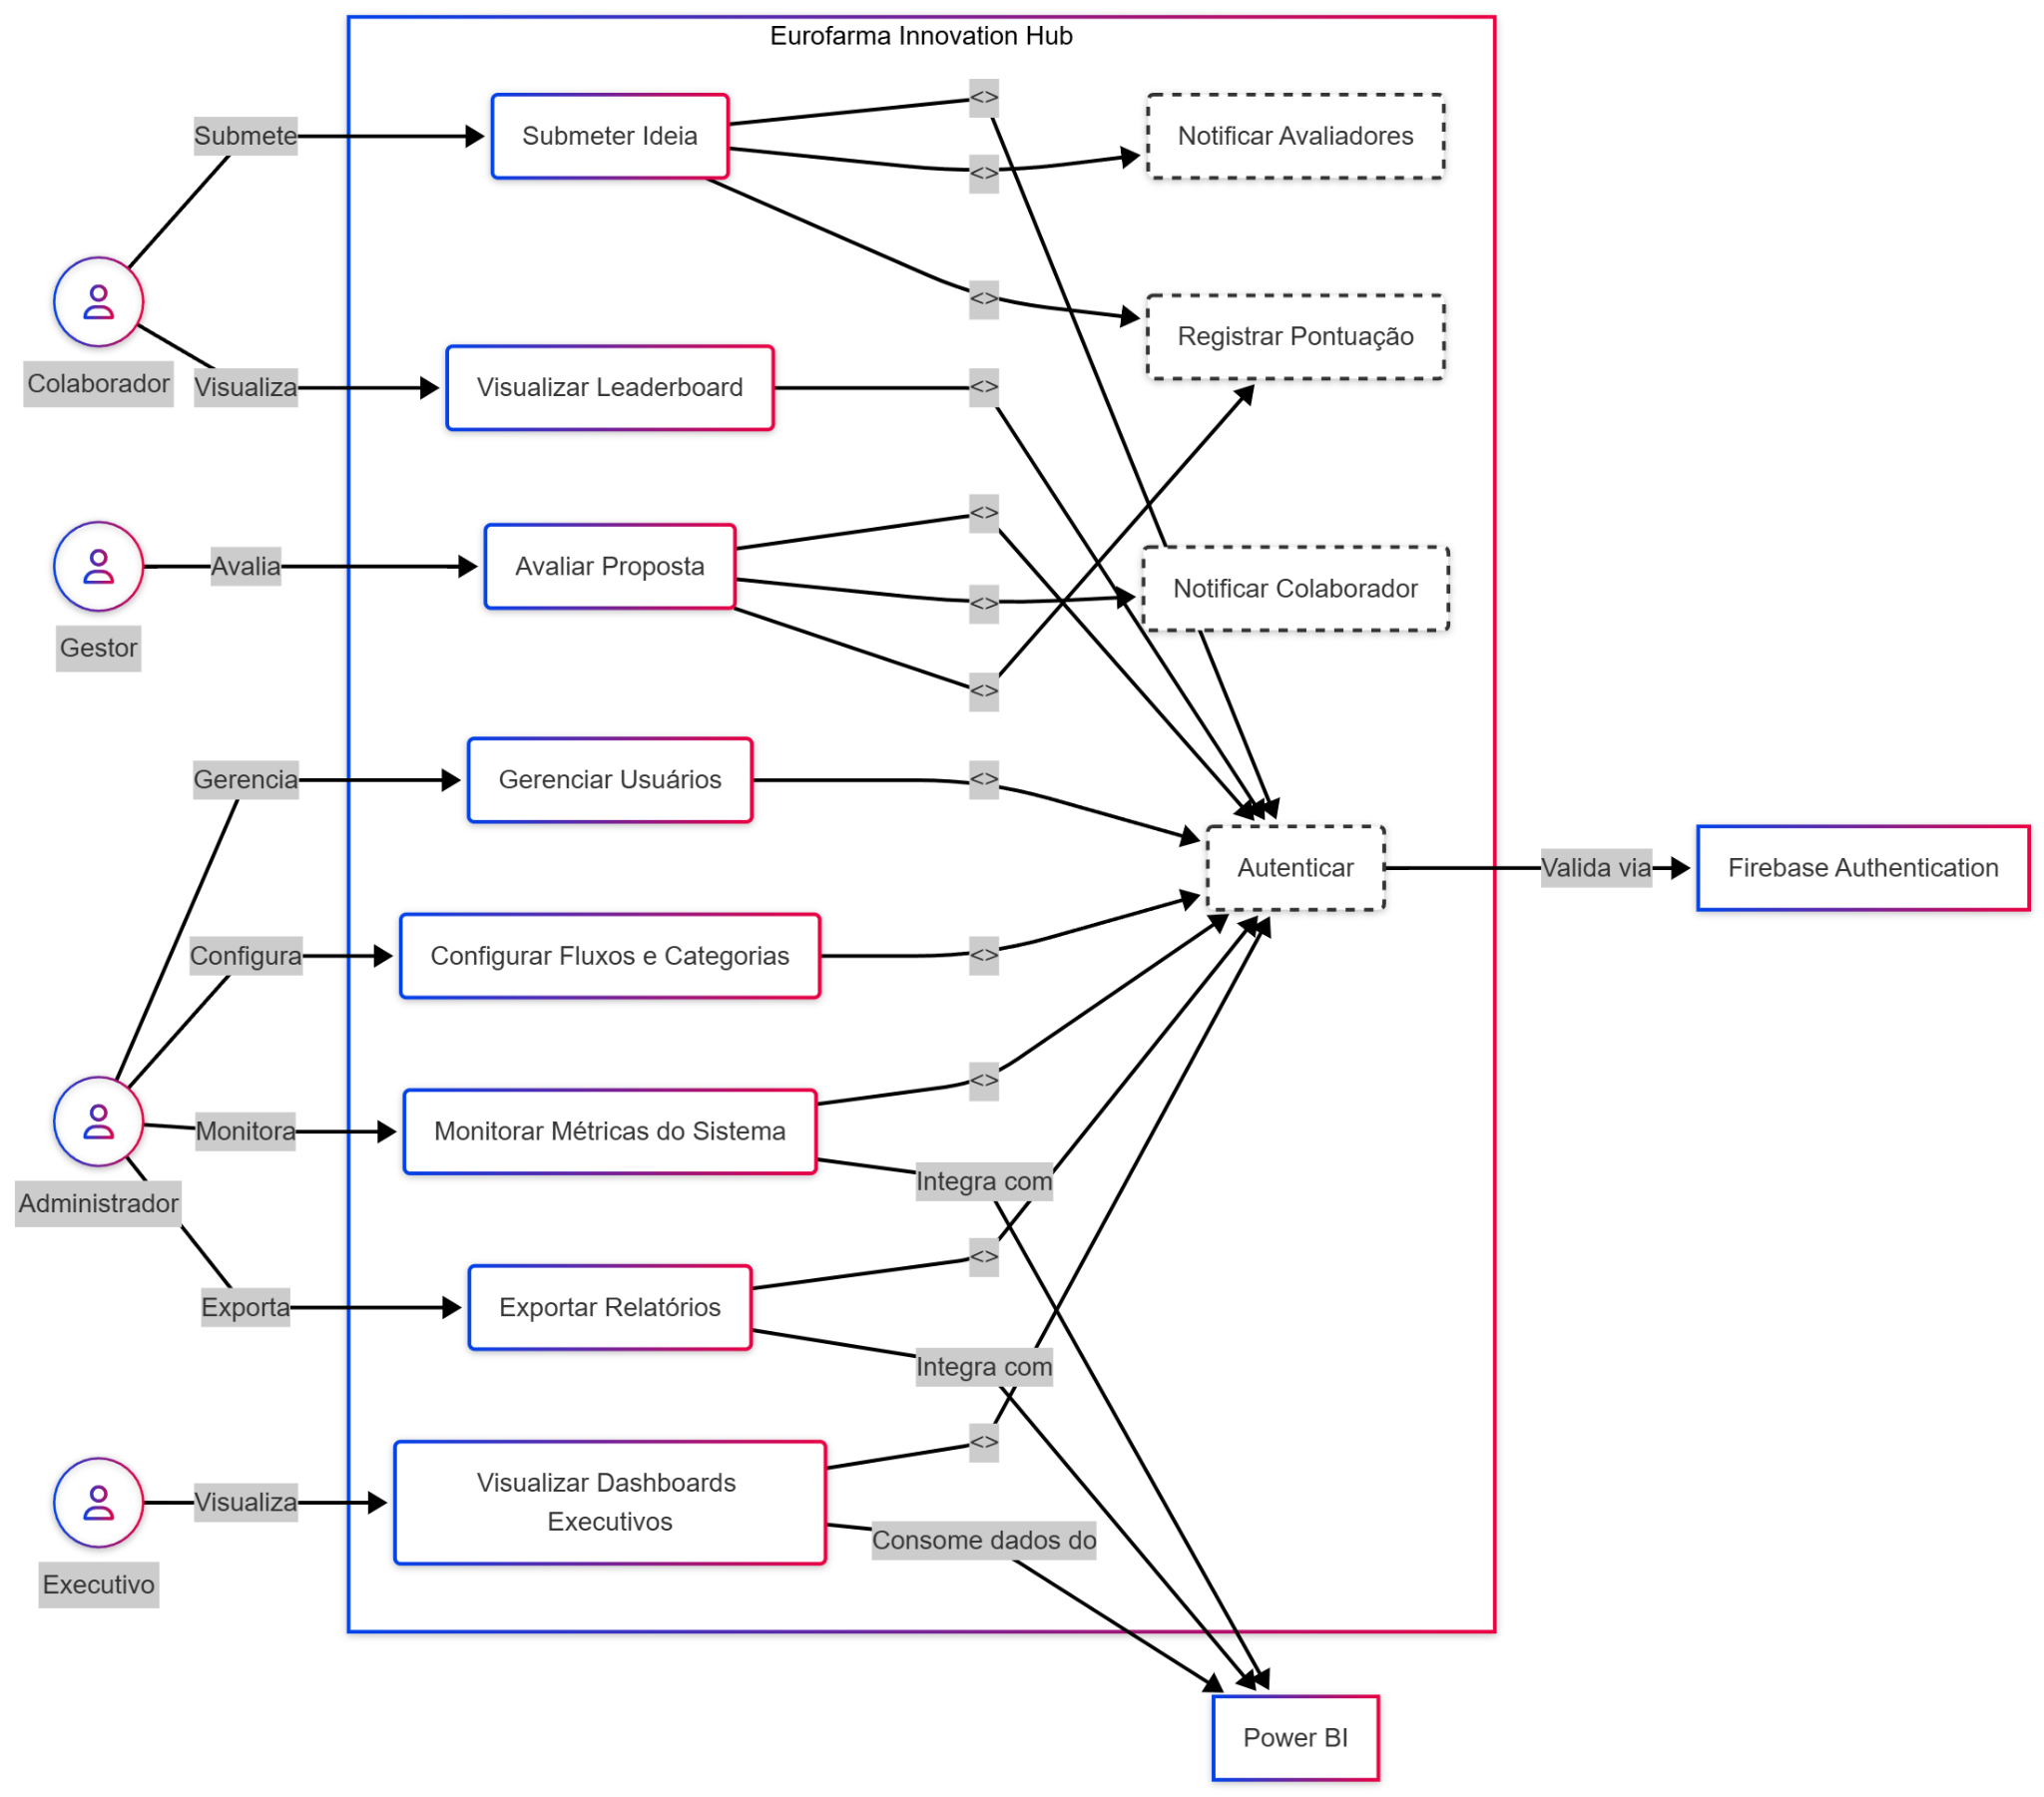 Eurofarma Innovation Hub
Submete
Submeter Ideia
<>
<>
<>
Notificar Avaliadores
Registrar Pontuação
Colaborador
Visualiza
Visualizar Leaderboard
<>
Gestor
Avalia
Avaliar Proposta
<>
<>
<>
Notificar Colaborador
Gerencia
Gerenciar Usuários
<>
Autenticar
Valida via
Firebase Authentication
Configura
Configurar Fluxos e Categorias
<>
Monitora
Monitorar Métricas do Sistema
<>
Integra com
Administrador
Exporta
Exportar Relatórios
<>
Integra com
Visualiza
Visualizar Dashboards
Executivos
<>
Consome dados do
Executivo
Power BI